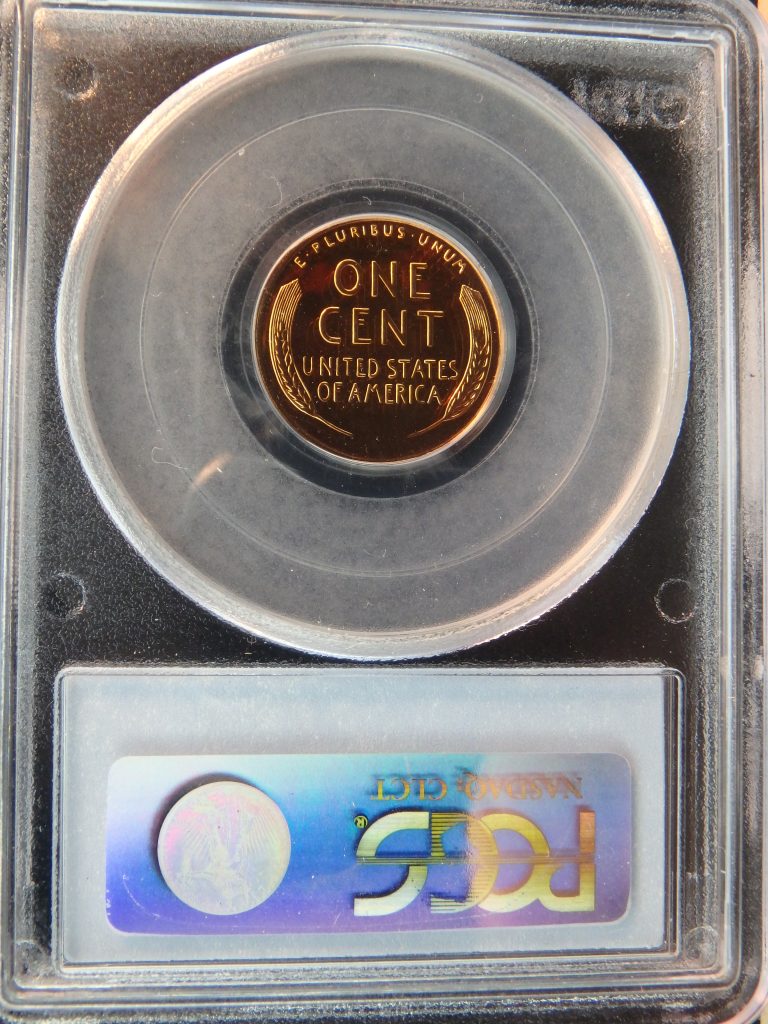 E·PLURIBUS·UNUM
ONE
CENT
UNITED STATES
OF AMERICA
NASDAQ: CLCT
PCGS®